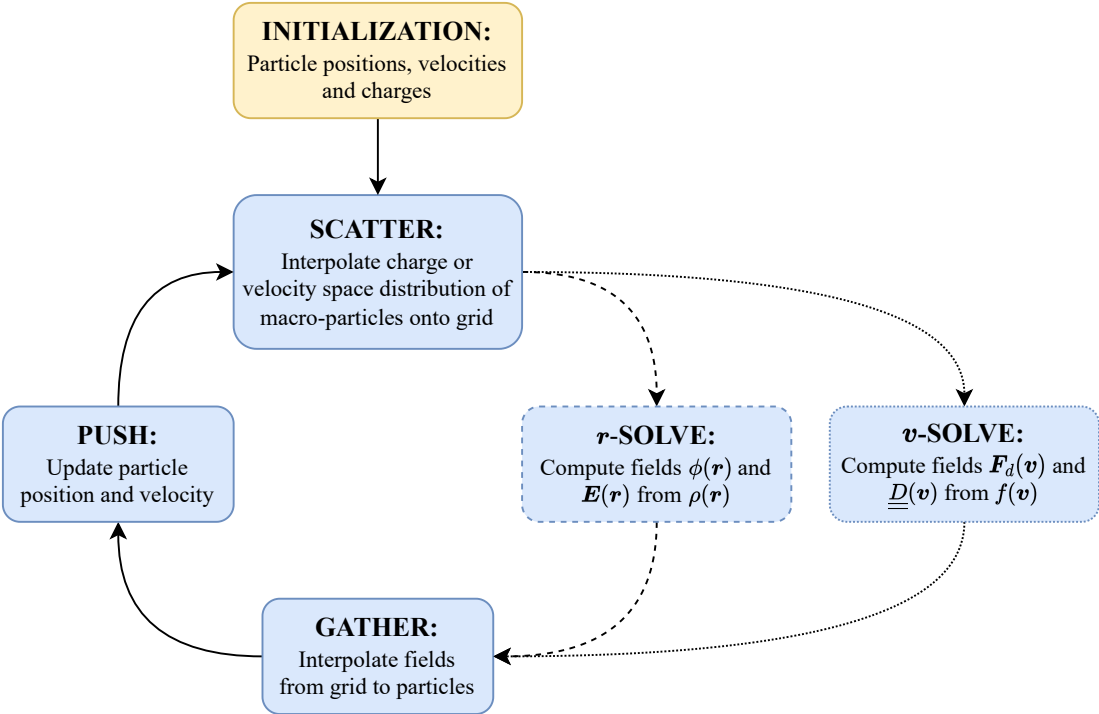 INITIALIZATION:
Particle positions, velocities
and charges
SCATTER:
Interpolate charge or
velocity space distribution of
macro-particles onto grid
PUSH:
Update particle
position and velocity
r-SOLVE:
Compute fields ϕ(r) and
E(r) from ρ(r)
v-SOLVE:
Compute fields F_d(v) and
D(v) from f(v)
GATHER:
Interpolate fields
from grid to particles